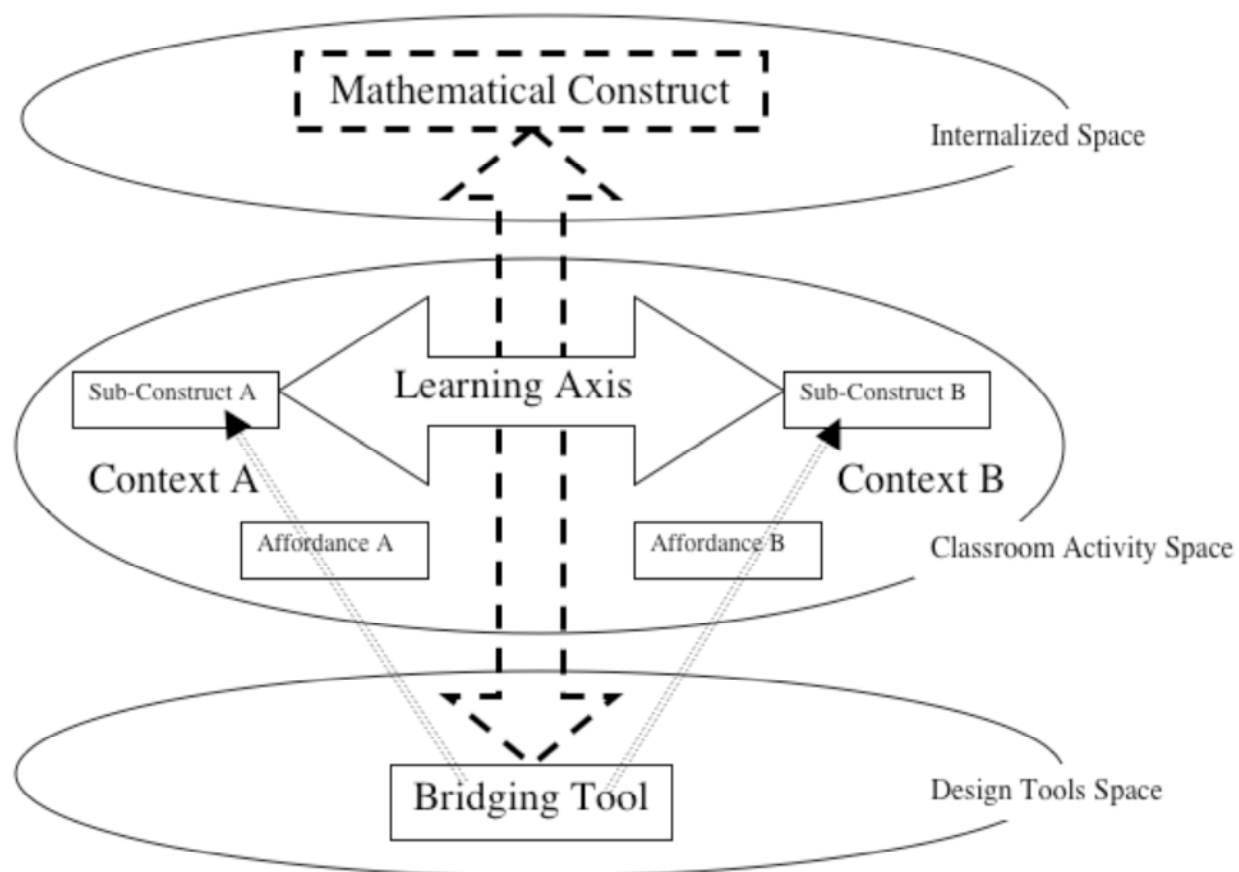 Mathematical Construct
Internalized Space
Sub-Construct A
Learning Axis
Sub-Construct B
Context A
Context B
Affordance A
Affordance B
Classroom Activity Space
Bridging Tool
Design Tools Space